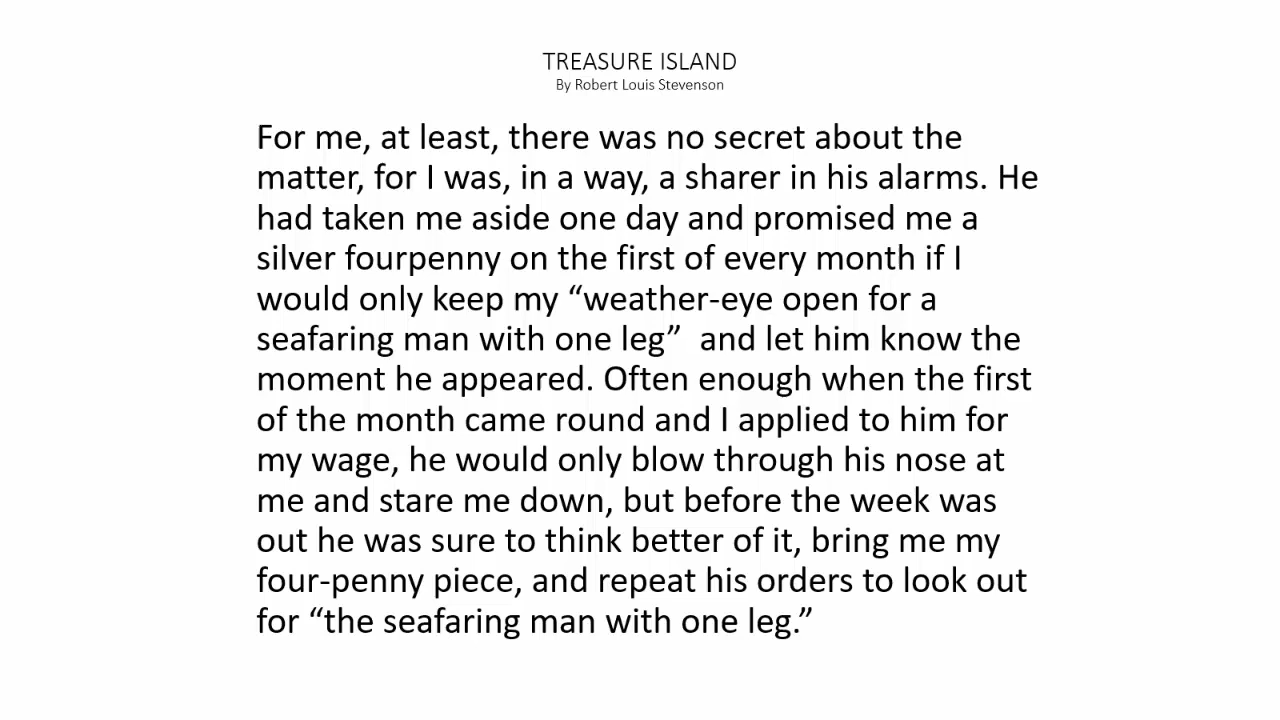 TREASURE ISLAND
By Robert Louis Stevenson
For me, at least, there was no secret about the
matter, for I was, in a way, a sharer in his alarms. He
had taken me aside one day and promised me a
silver fourpenny on the first of every month if I
would only keep my “weather-eye open for a
seafaring man with one leg”  and let him know the
moment he appeared. Often enough when the first
of the month came round and I applied to him for
my wage, he would only blow through his nose at
me and stare me down, but before the week was
out he was sure to think better of it, bring me my
four-penny piece, and repeat his orders to look out
for “the seafaring man with one leg.”